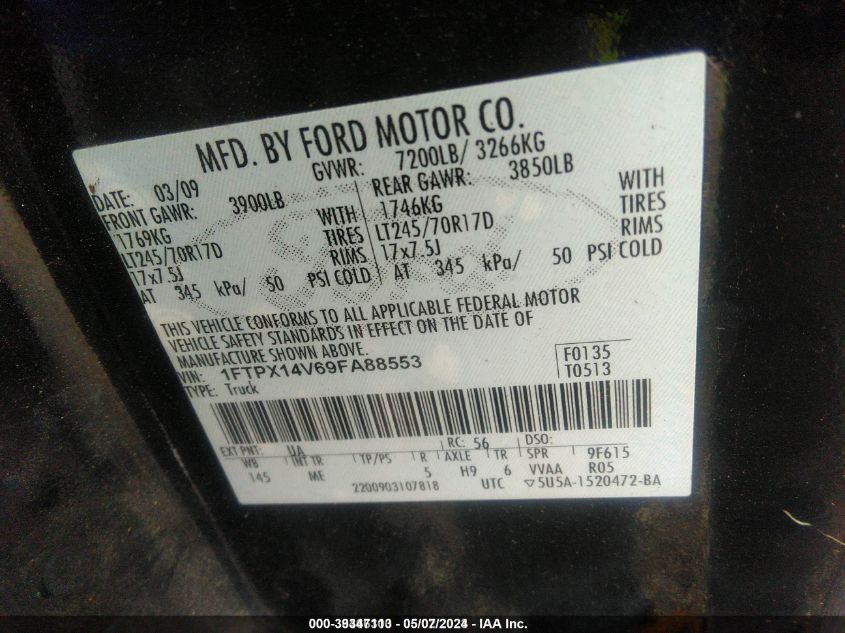 MFD. BY FORD MOTOR CO.
DATE: 03/09 GVWR: 7200LB/ 3266KG
FRONT GAWR: 3900LB REAR GAWR: 3850LB
1769KG WITH 1746KG WITH
LT245/70R17D TIRES LT245/70R17D TIRES
17x7.5J RIMS 17x7.5J RIMS
AT 345 kPa/ 50 PSI COLD AT 345 kPa/ 50 PSI COLD
THIS VEHICLE CONFORMS TO ALL APPLICABLE FEDERAL MOTOR
VEHICLE SAFETY STANDARDS IN EFFECT ON THE DATE OF
MANUFACTURE SHOWN ABOVE.
VIN: 1FTPX14V69FA88553 F0135
TYPE: Truck T0513
EXT PNT: UA RC: 56 DSO:
WB INT TR TP/PS R AXLE TR SPR 9F615
145 ME 5 H9 6 VVAA R05
2200903107818 UTC ▽5U5A-1520472-BA
05/07/2024 - IAA Inc.